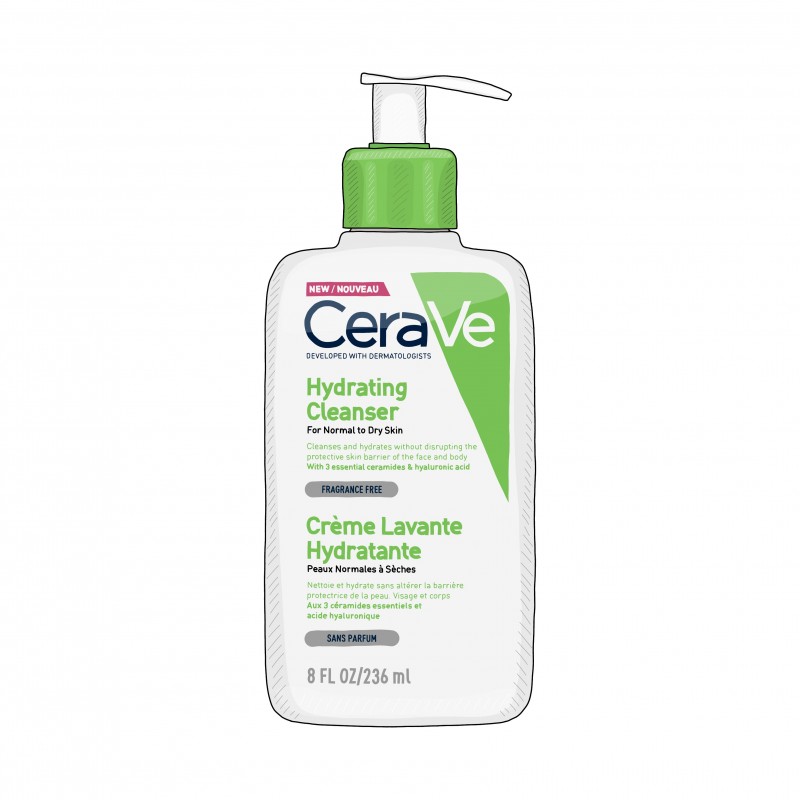 NEW / NOUVEAU
CeraVe
DEVELOPED WITH DERMATOLOGISTS
Hydrating
Cleanser
For Normal to Dry Skin
Cleanses and hydrates without disrupting the
protective skin barrier of the face and body
With 3 essential ceramides & hyaluronic acid
FRAGRANCE FREE
Crème Lavante
Hydratante
Peaux Normales à Sèches
Nettoie et hydrate sans altérer la barrière
protectrice de la peau. Visage et corps
Aux 3 céramides essentiels et
acide hyaluronique
SANS PARFUM
8 FL OZ/236 ml